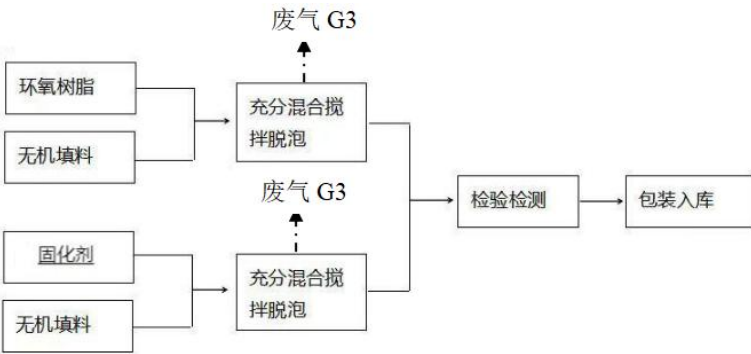 废气 G3
环氧树脂
无机填料
充分混合搅
拌脱泡
废气 G3
检验检测
包装入库
固化剂
无机填料
充分混合搅
拌脱泡